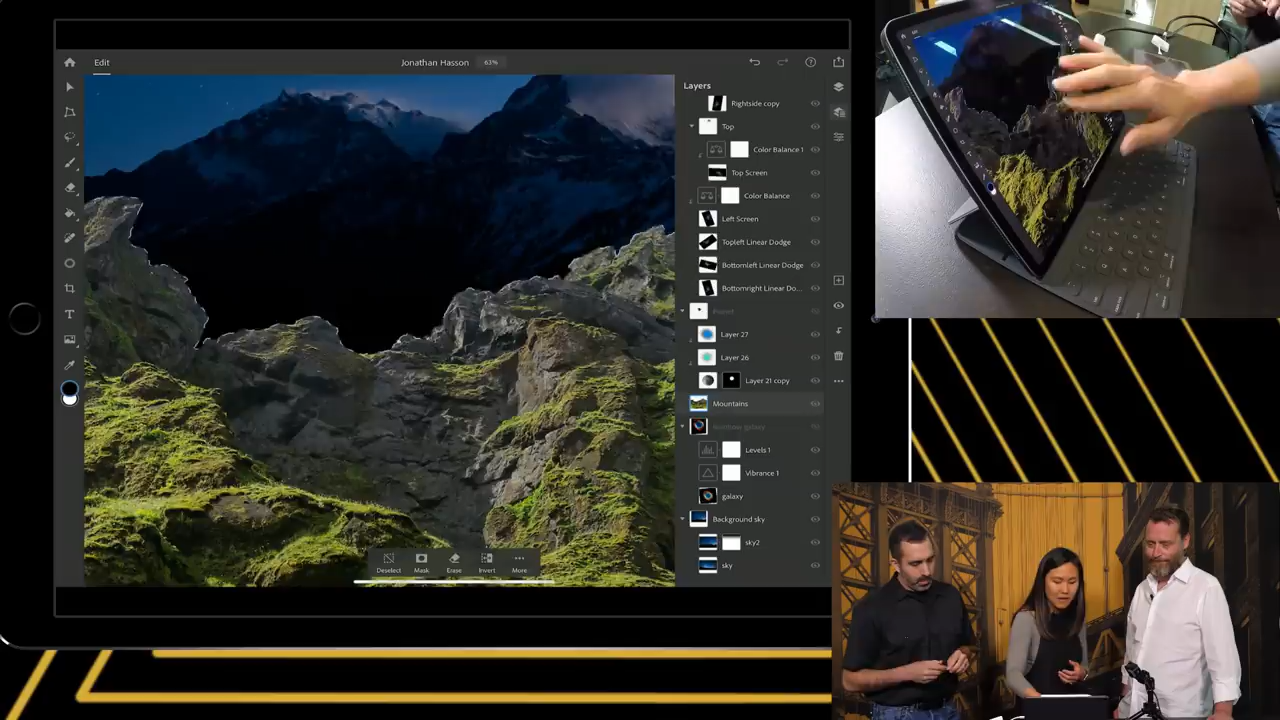 Edit
Jonathan Hasson
63%
Layers
Rightside copy
Top
Color Balance 1
Top Screen
Color Balance
Left Screen
Topleft Linear Dodge
Bottomleft Linear Dodge
Bottomright Linear Do...
Layer 27
Layer 26
Layer 21 copy
Mountains
Levels 1
Vibrance 1
galaxy
Background sky
sky2
sky
T
Deselect
Mask
Erase
Invert
More